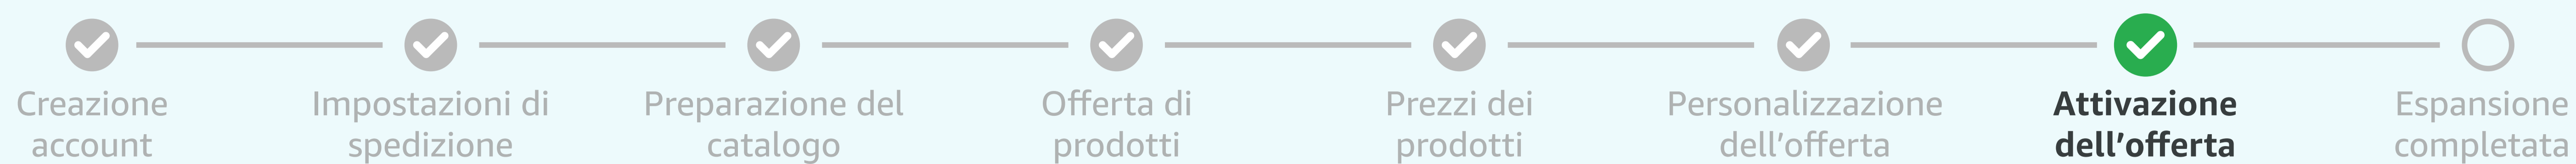 Creazione
account
Impostazioni di
spedizione
Preparazione del
catalogo
Offerta di
prodotti
Prezzi dei
prodotti
Personalizzazione
dell’offerta
Attivazione
dell’offerta
Espansione
completata